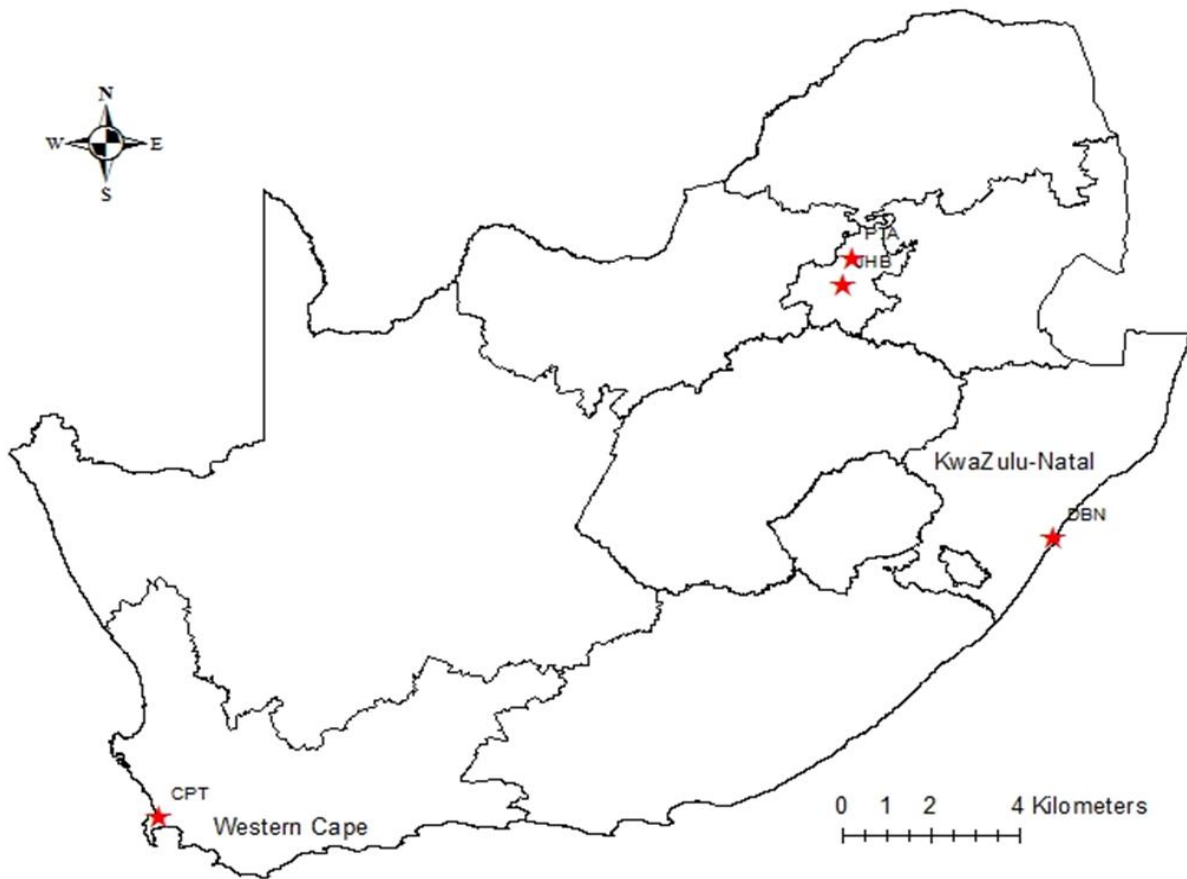 N
W E
S
PTA
JHB
KwaZulu-Natal
DBN
CPT
Western Cape
0 1 2 4 Kilometers